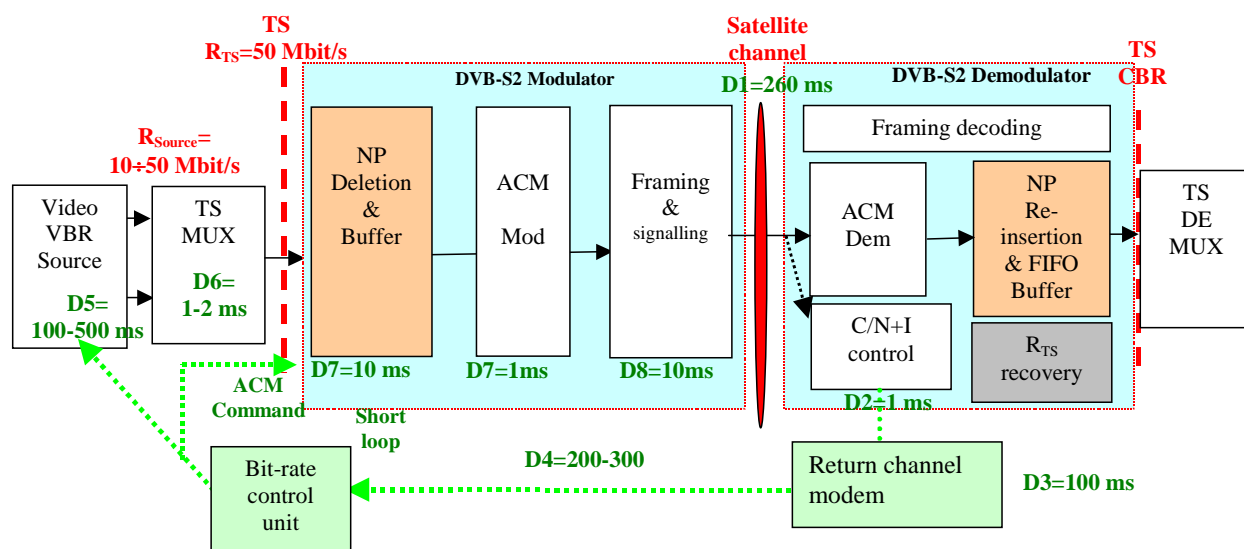 TS
R_TS=50 Mbit/s
Satellite
channel
TS
CBR
DVB-S2 Modulator
DVB-S2 Demodulator
D1=260 ms
R_Source=
10÷50 Mbit/s
Video
VBR
Source
D5=
100-500 ms
TS
MUX
D6=
1-2 ms
NP
Deletion
&
Buffer
D7=10 ms
ACM
Mod
D7=1ms
Framing
&
signalling
D8=10ms
Framing decoding
ACM
Dem
NP
Re-
insertion
& FIFO
Buffer
C/N+I
control
D2=1 ms
R_TS
recovery
TS
DE
MUX
ACM
Command
Short
loop
Bit-rate
control
unit
D4=200-300
Return channel
modem
D3=100 ms